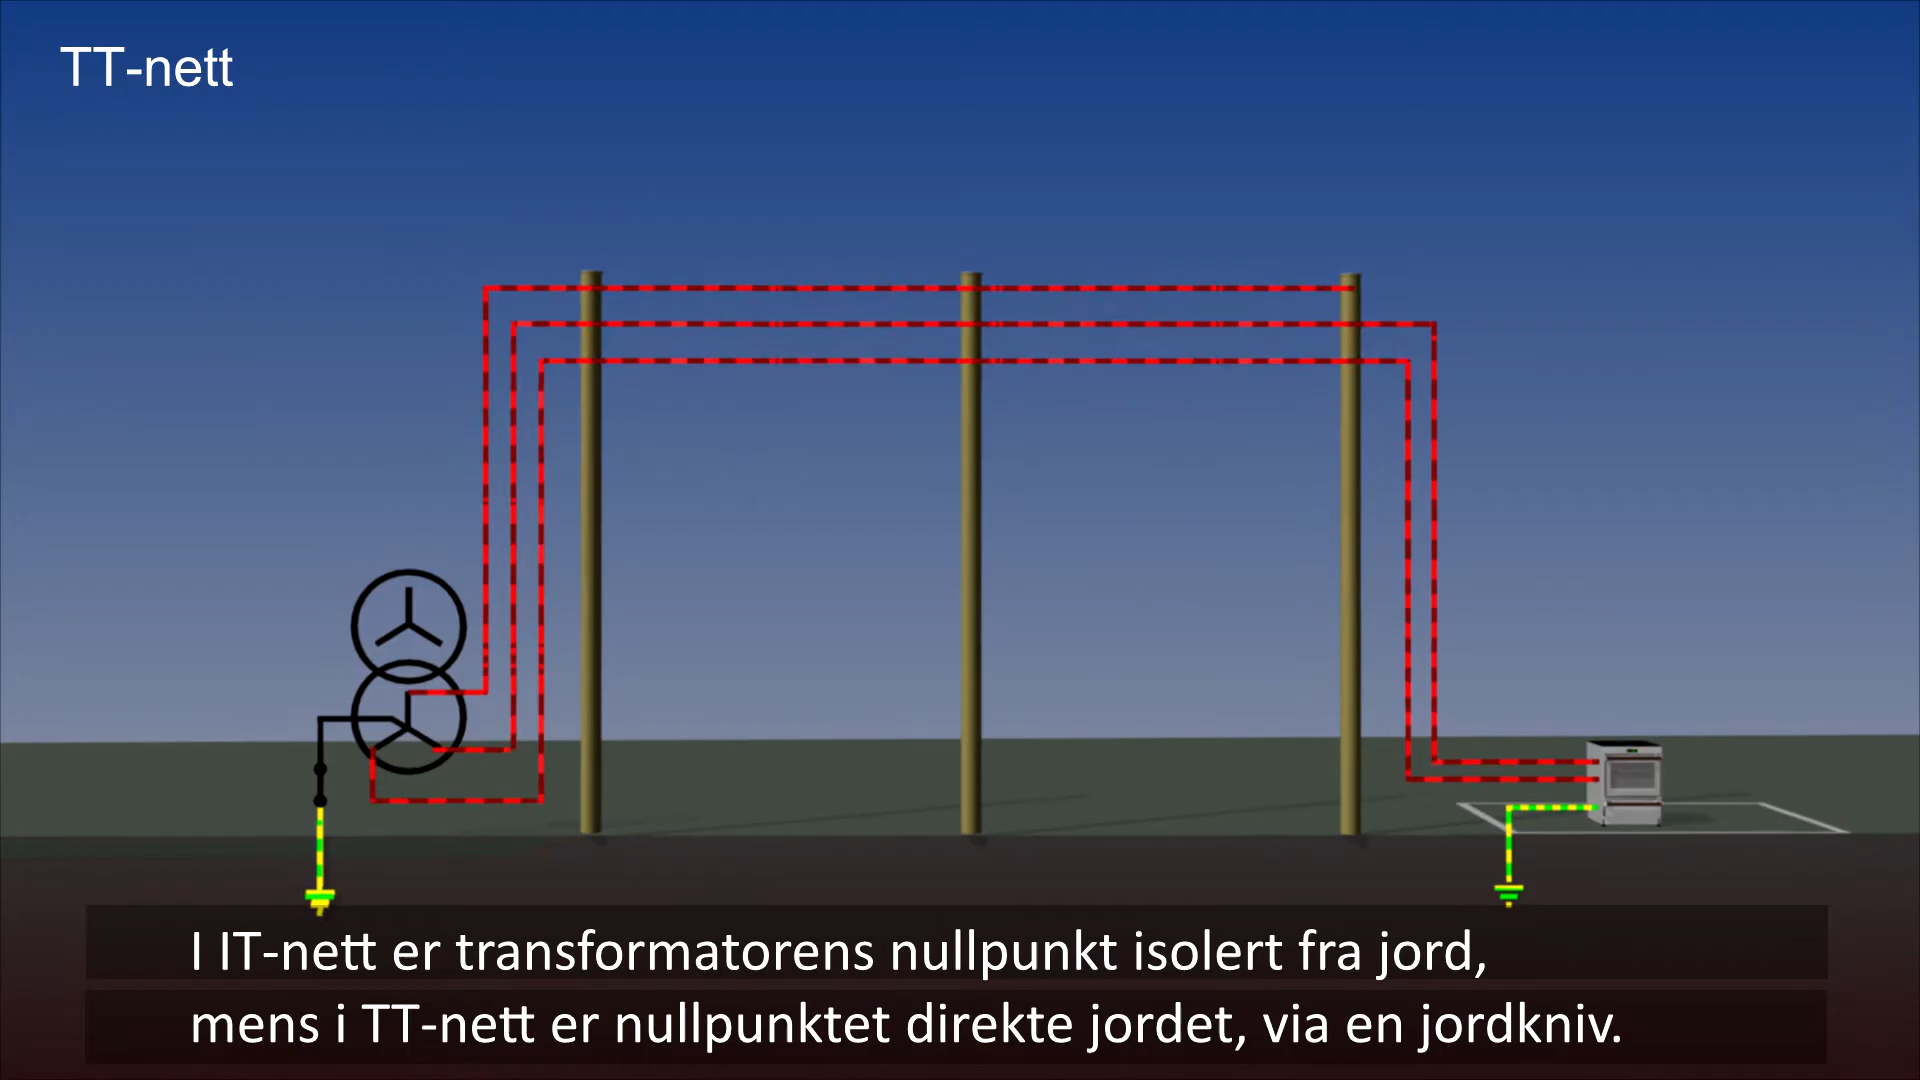 TT-nett
I IT-nett er transformatorens nullpunkt isolert fra jord,
mens i TT-nett er nullpunktet direkte jordet, via en jordkniv.